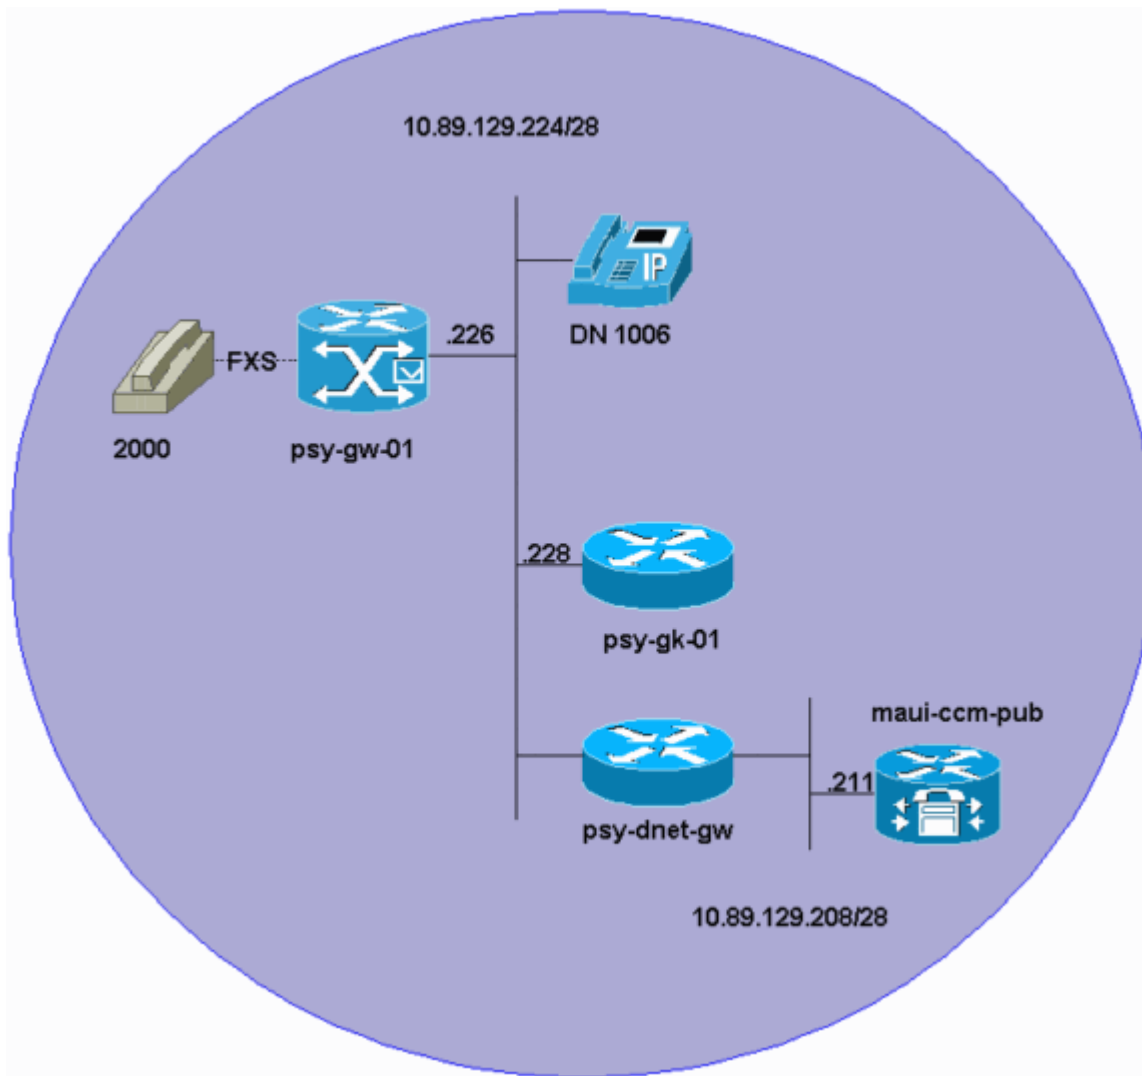 10.89.129.224/28
IP
DN 1006
.226
FXS
2000
psy-gw-01
.228
psy-gk-01
maui-ccm-pub
.211
psy-dnet-gw
10.89.129.208/28